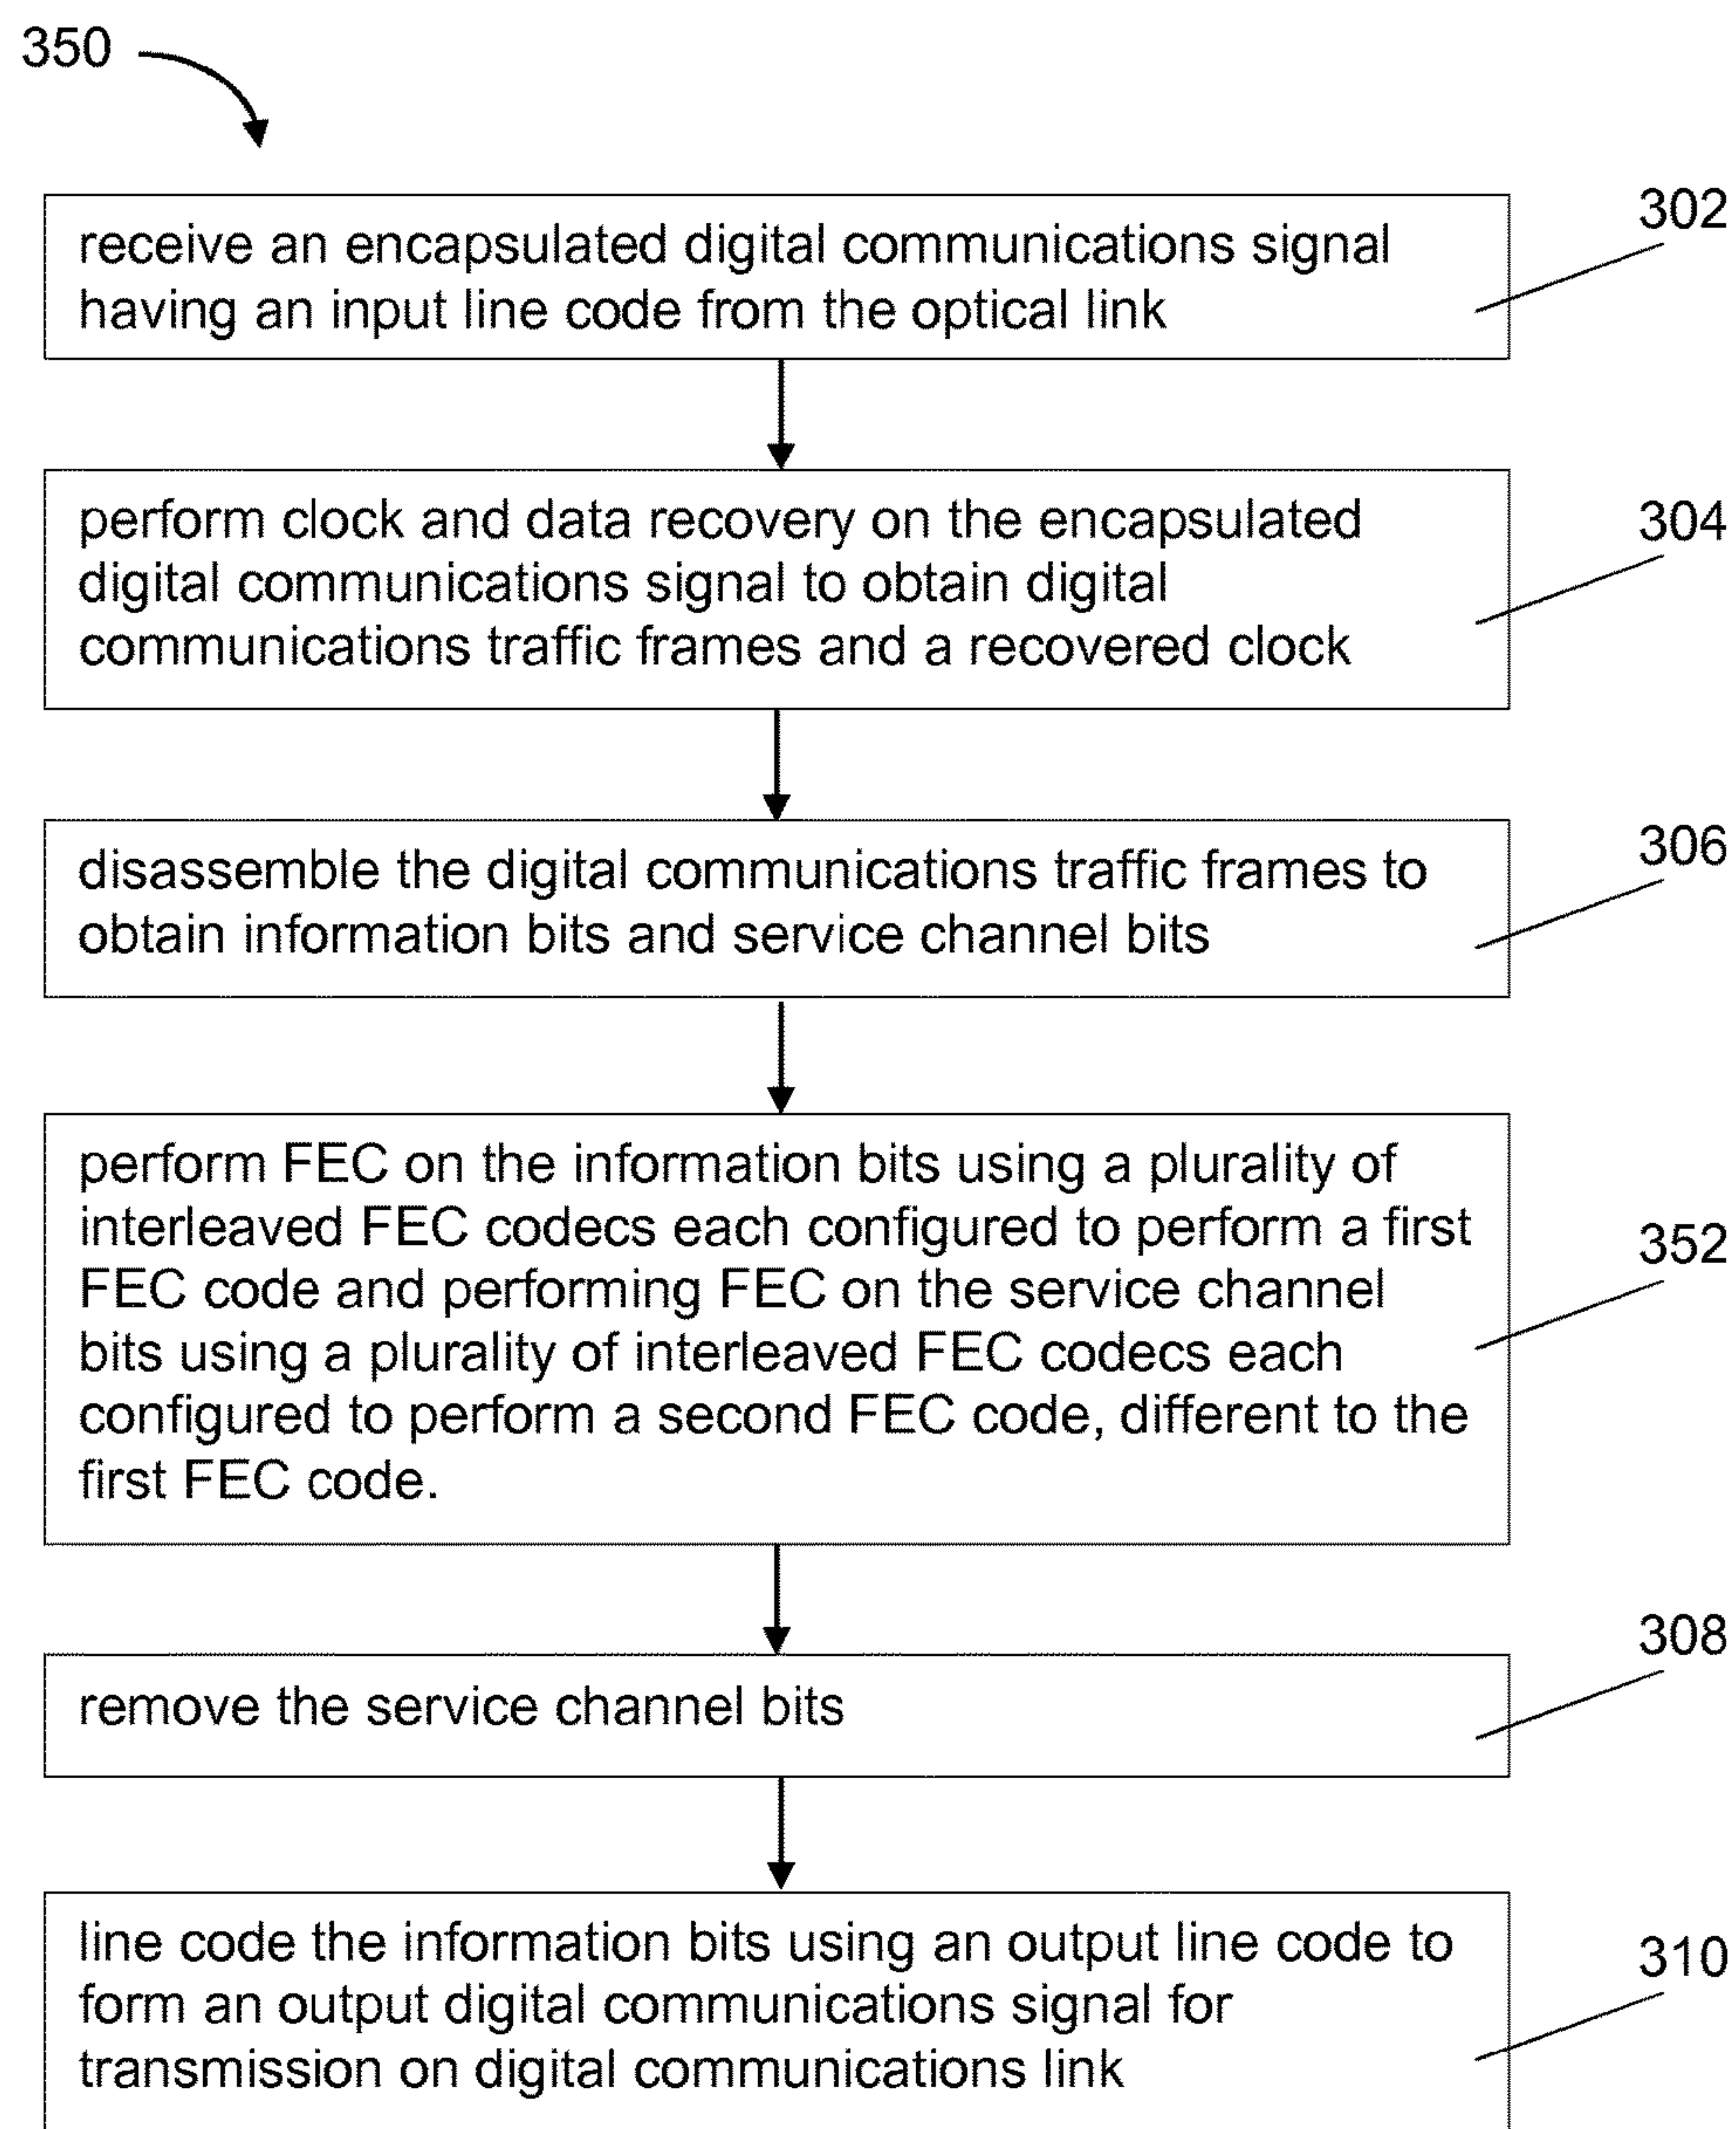 350
receive an encapsulated digital communications signal
having an input line code from the optical link
302
perform clock and data recovery on the encapsulated
digital communications signal to obtain digital
communications traffic frames and a recovered clock
304
disassemble the digital communications traffic frames to
obtain information bits and service channel bits
306
perform FEC on the information bits using a plurality of
interleaved FEC codecs each configured to perform a first
FEC code and performing FEC on the service channel
bits using a plurality of interleaved FEC codecs each
configured to perform a second FEC code, different to the
first FEC code.
352
remove the service channel bits
308
line code the information bits using an output line code to
form an output digital communications signal for
transmission on digital communications link
310